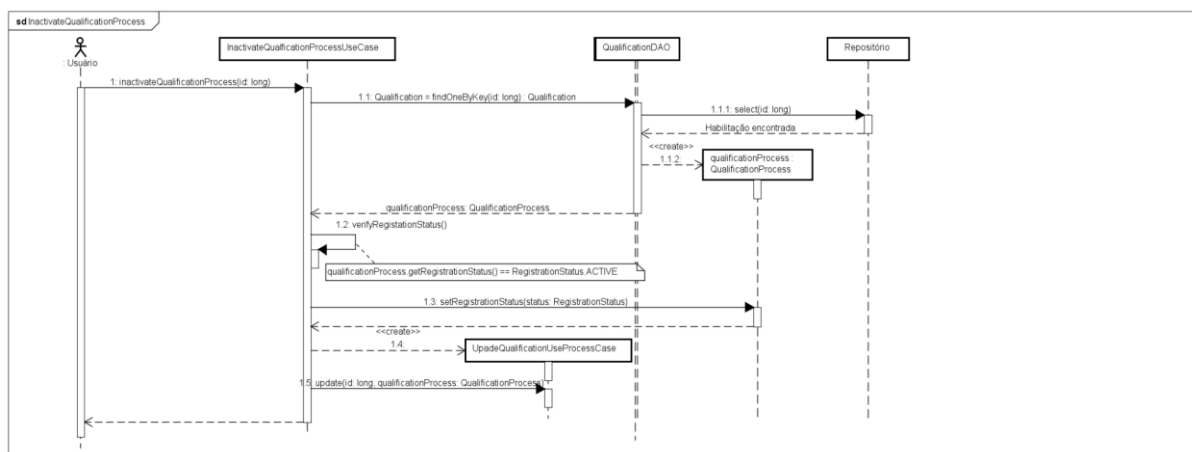 sd InactivateQualificationProcess
: Usuário
InactivateQualficationProcessUseCase
QualificationDAO
Repositório
1: inactivateQualificationProcess(id: long)
1.1: Qualification = findOneByKey(id: long) : Qualification
1.1.1: select(id: long)
Habilitação encontrada
<<create>>
1.1.2:
qualificationProcess :
QualificationProcess
qualificationProcess: QualificationProcess
1.2: verifyRegistationStatus()
qualificationProcess.getRegistrationStatus() == RegistrationStatus.ACTIVE
1.3: setRegistrationStatus(status: RegistrationStatus)
<<create>>
1.4:
UpadeQualificationUseProcessCase
1.5: update(id: long, qualificationProcess: QualificationProcess)